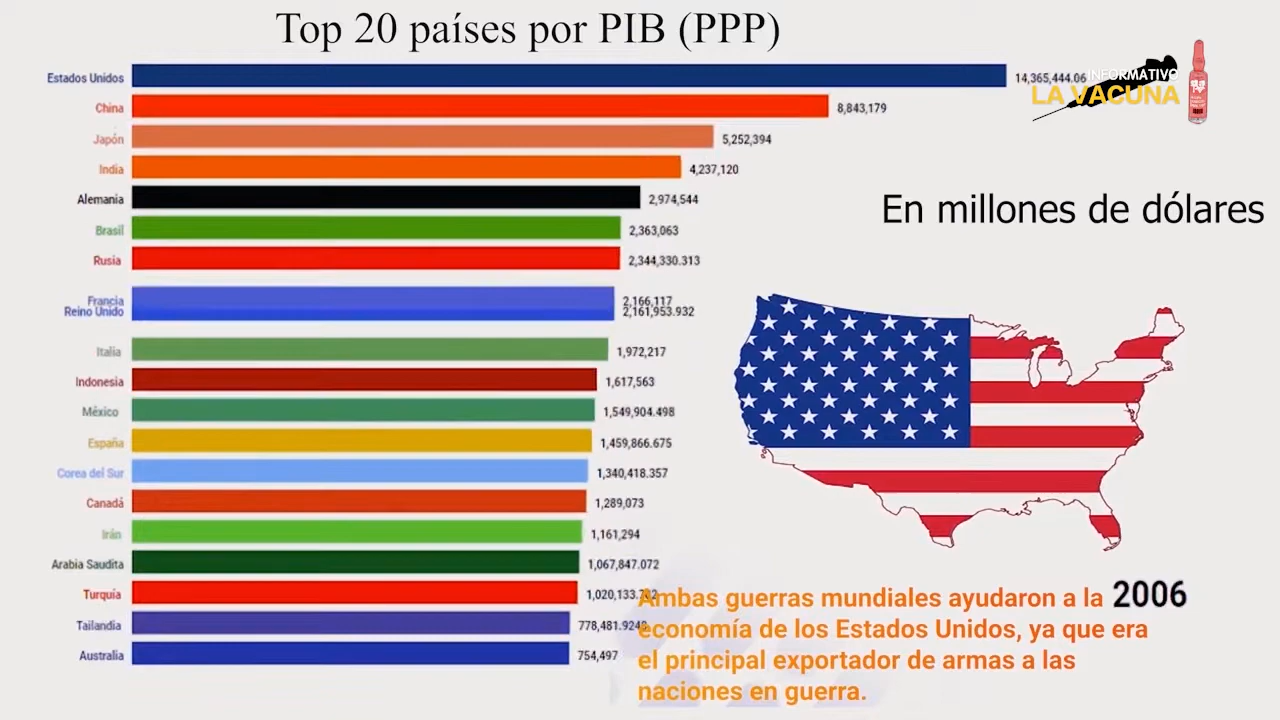 Top 20 países por PIB (PPP)
INFORMATIVO
LA VACUNA
Estados Unidos 14,365,444.06
China 8,843,179
Japón 5,252,394
India 4,237,120
En millones de dólares
Alemania 2,974,544
Brasil 2,363,063
Rusia 2,344,330.313
Francia 2,166,117
Reino Unido 2,161,953.932
Italia 1,972,217
Indonesia 1,617,563
México 1,549,904.498
España 1,459,866.675
Corea del Sur 1,340,418.357
Canadá 1,289,073
Irán 1,161,294
Arabia Saudita 1,067,847.072
Turquía
Tailandia
Australia 754,497
2006
Ambas guerras mundiales ayudaron a la
economía de los Estados Unidos, ya que era
el principal exportador de armas a las
naciones en guerra.